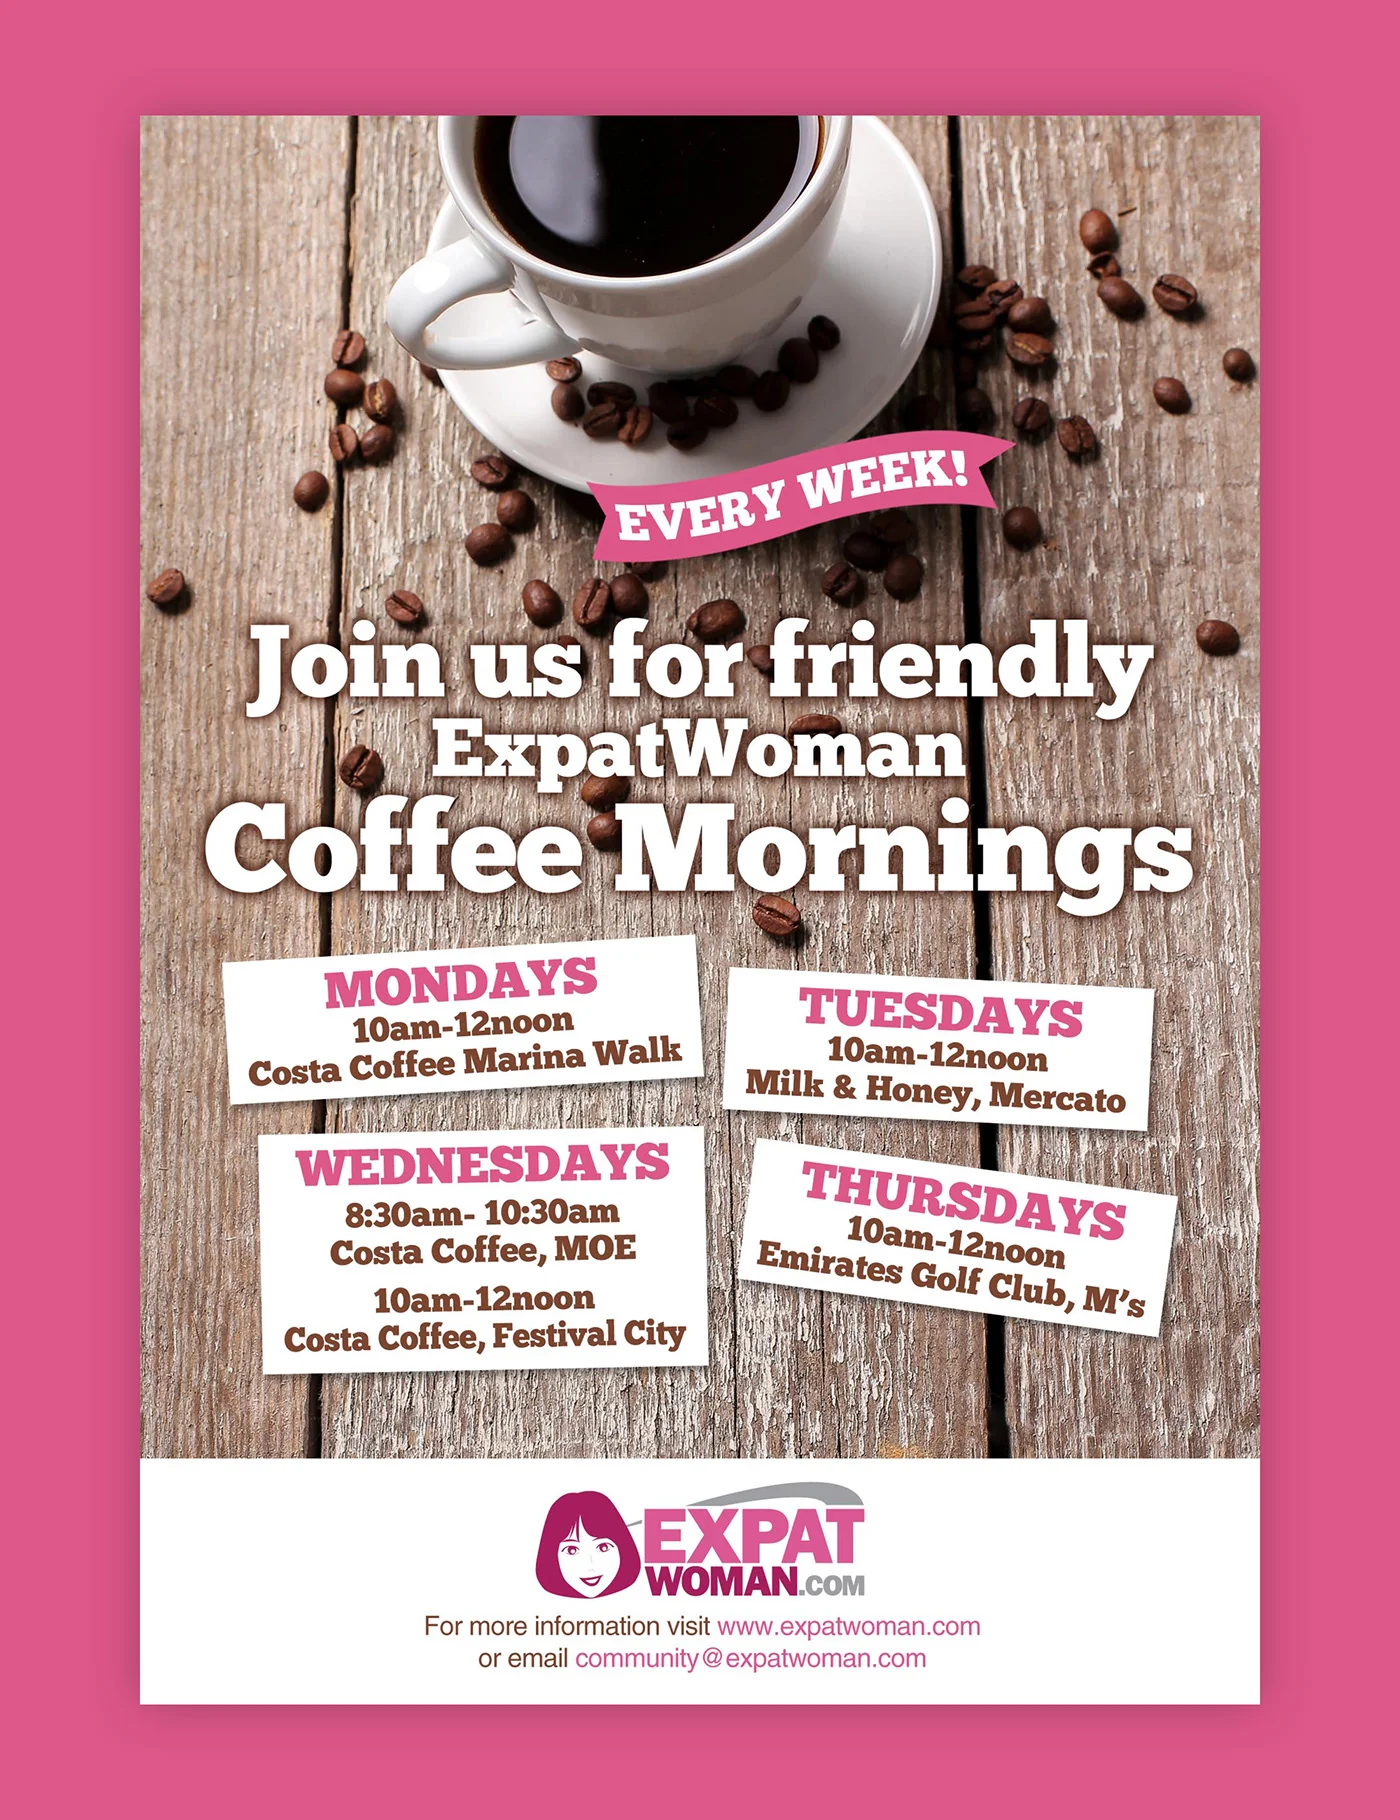 EVERY WEEK!
Join us for friendly
ExpatWoman
Coffee Mornings
MONDAYS
10am-12noon
Costa Coffee Marina Walk
TUESDAYS
10am-12noon
Milk & Honey, Mercato
WEDNESDAYS
8:30am- 10:30am
Costa Coffee, MOE
10am-12noon
Costa Coffee, Festival City
THURSDAYS
10am-12noon
Emirates Golf Club, M's
EXPAT
WOMAN.COM
For more information visit www.expatwoman.com
or email community@expatwoman.com